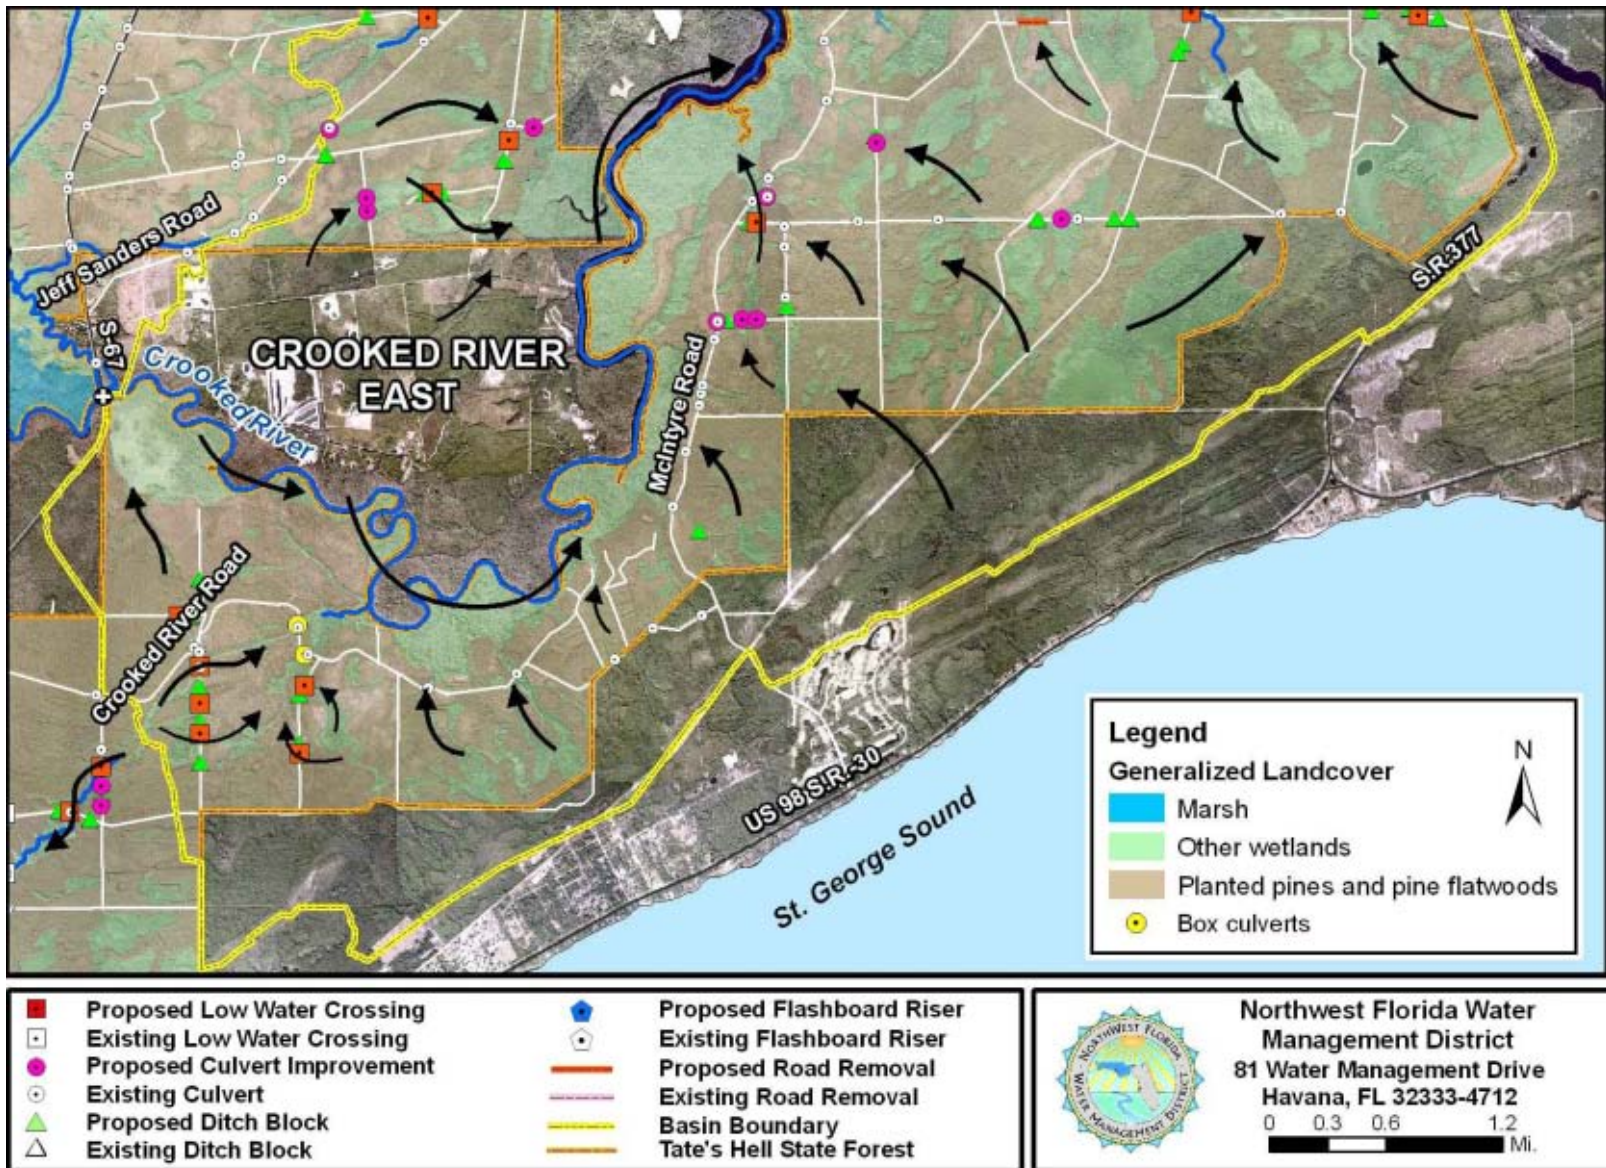 Jeff Sanders Road
S-67
Crooked River
CROOKED RIVER
EAST
McIntyre Road
S.R.377
Crooked River Road
US 98 S.R.-30
St. George Sound
Legend
Generalized Landcover
Marsh
Other wetlands
Planted pines and pine flatwoods
Box culverts
N
Proposed Low Water Crossing
Existing Low Water Crossing
Proposed Culvert Improvement
Existing Culvert
Proposed Ditch Block
Existing Ditch Block
Proposed Flashboard Riser
Existing Flashboard Riser
Proposed Road Removal
Existing Road Removal
Basin Boundary
Tate's Hell State Forest
NORTHWEST FLORIDA
WATER MANAGEMENT DISTRICT
Northwest Florida Water
Management District
81 Water Management Drive
Havana, FL 32333-4712
0 0.3 0.6 1.2
Mi.